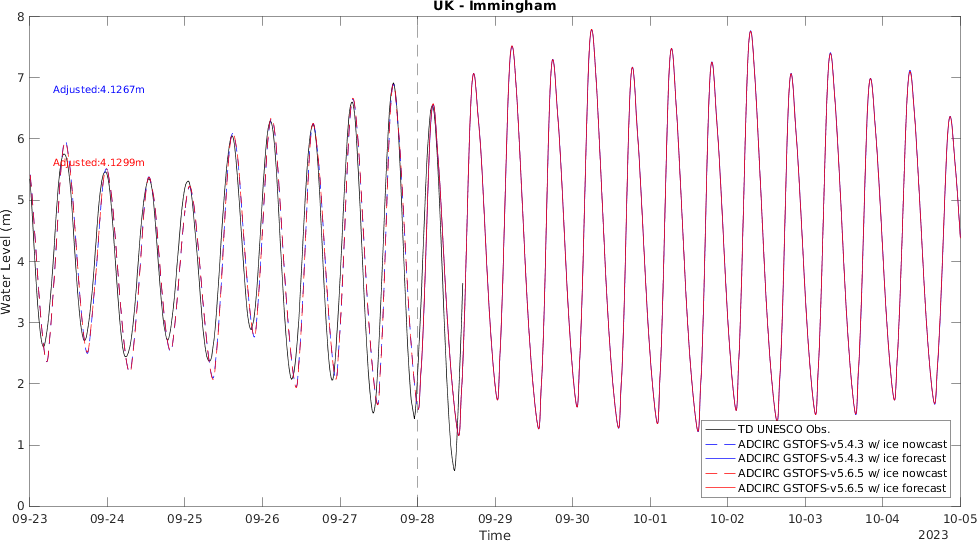 UK - Immingham
8
7
6
5
4
3
2
1
0
Water Level (m)
Adjusted:4.1267m
Adjusted:4.1299m
TD UNESCO Obs.
ADCIRC GSTOFS-v5.4.3 w/ ice nowcast
ADCIRC GSTOFS-v5.4.3 w/ ice forecast
ADCIRC GSTOFS-v5.6.5 w/ ice nowcast
ADCIRC GSTOFS-v5.6.5 w/ ice forecast
09-23 09-24 09-25 09-26 09-27 09-28 09-29 09-30 10-01 10-02 10-03 10-04 10-05
Time
2023